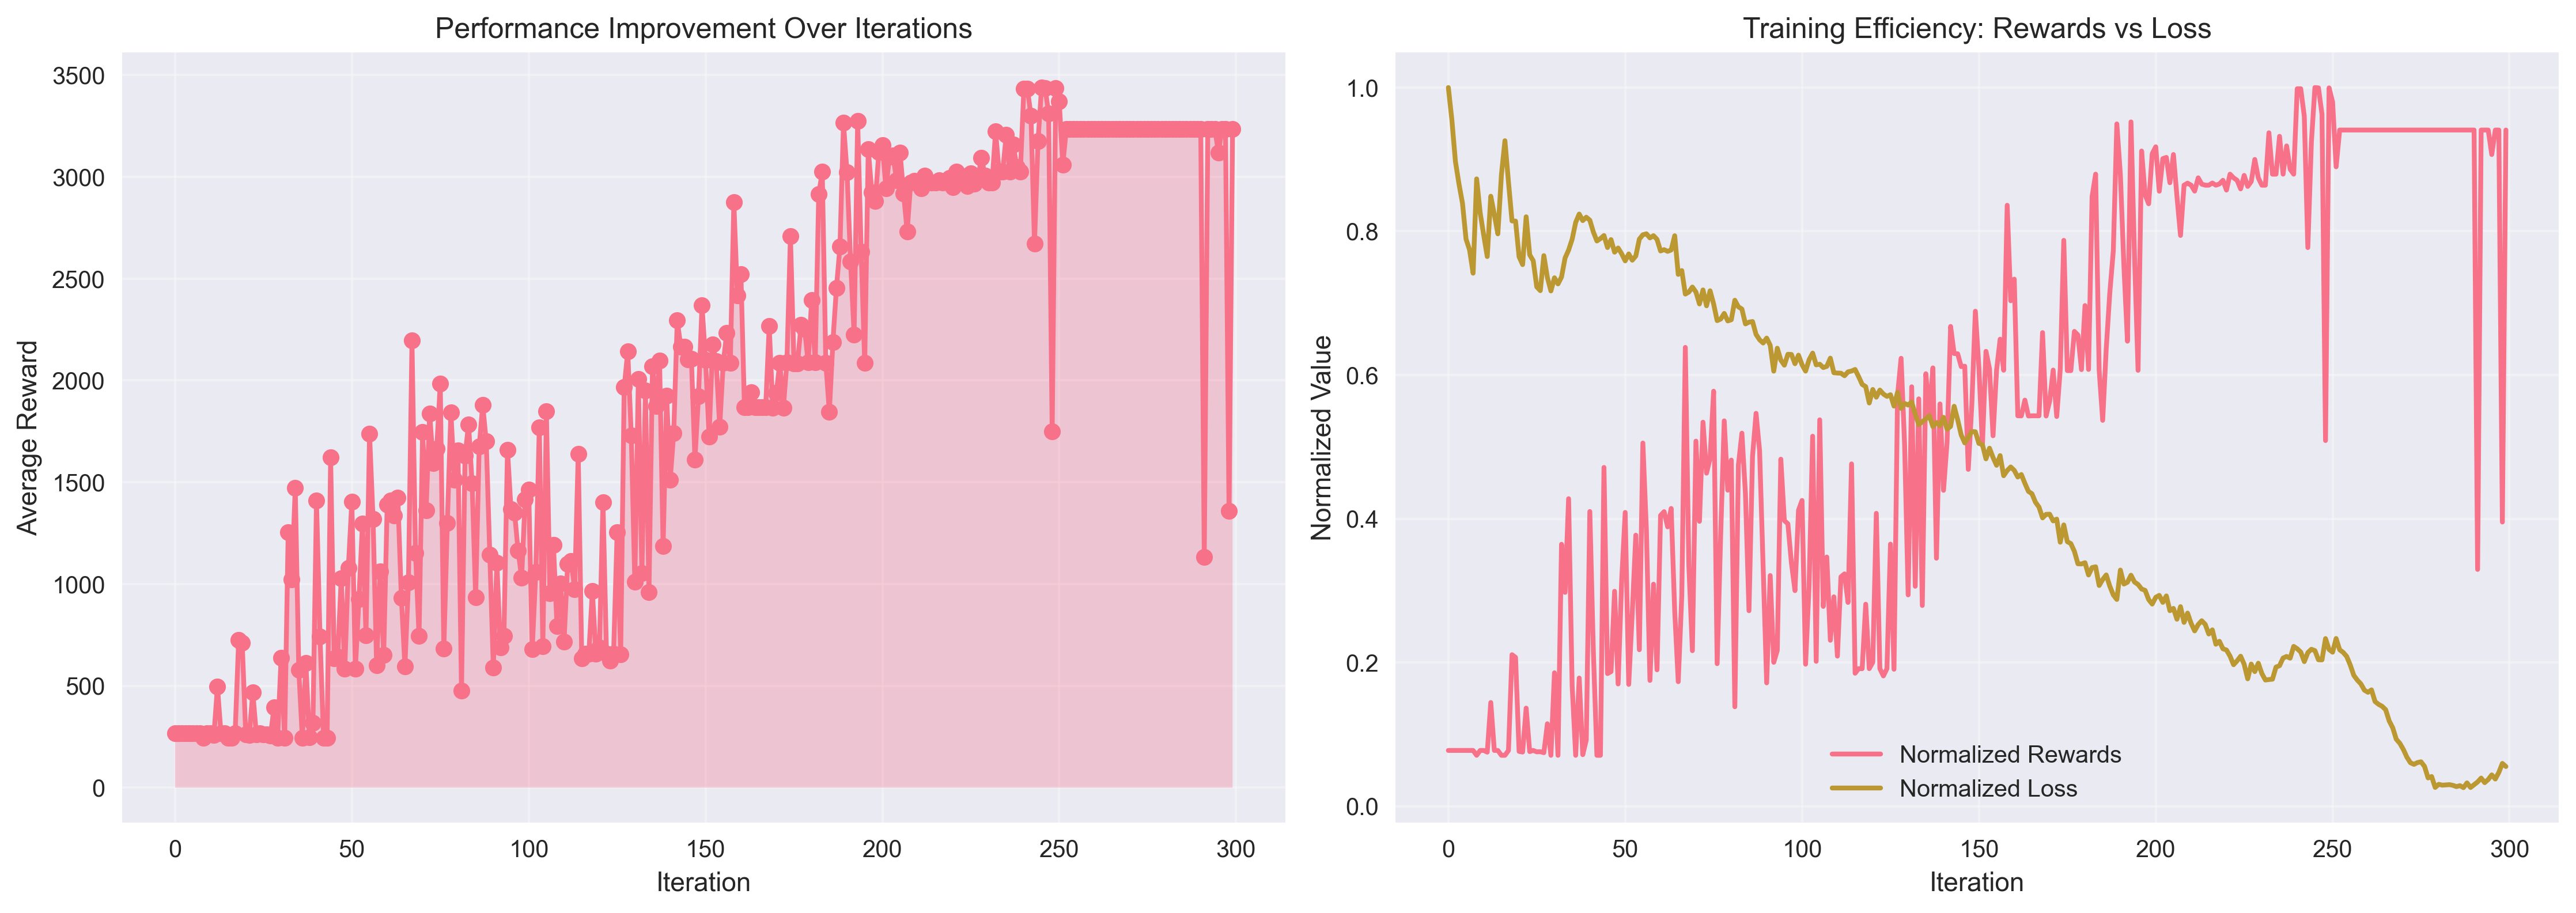 Performance Improvement Over Iterations
3500
3000
2500
2000
1500
1000
500
0
Average Reward
0 50 100 150 200 250 300
Iteration
Training Efficiency: Rewards vs Loss
1.0
0.8
0.6
0.4
0.2
0.0
Normalized Value
Normalized Rewards
Normalized Loss
0 50 100 150 200 250 300
Iteration